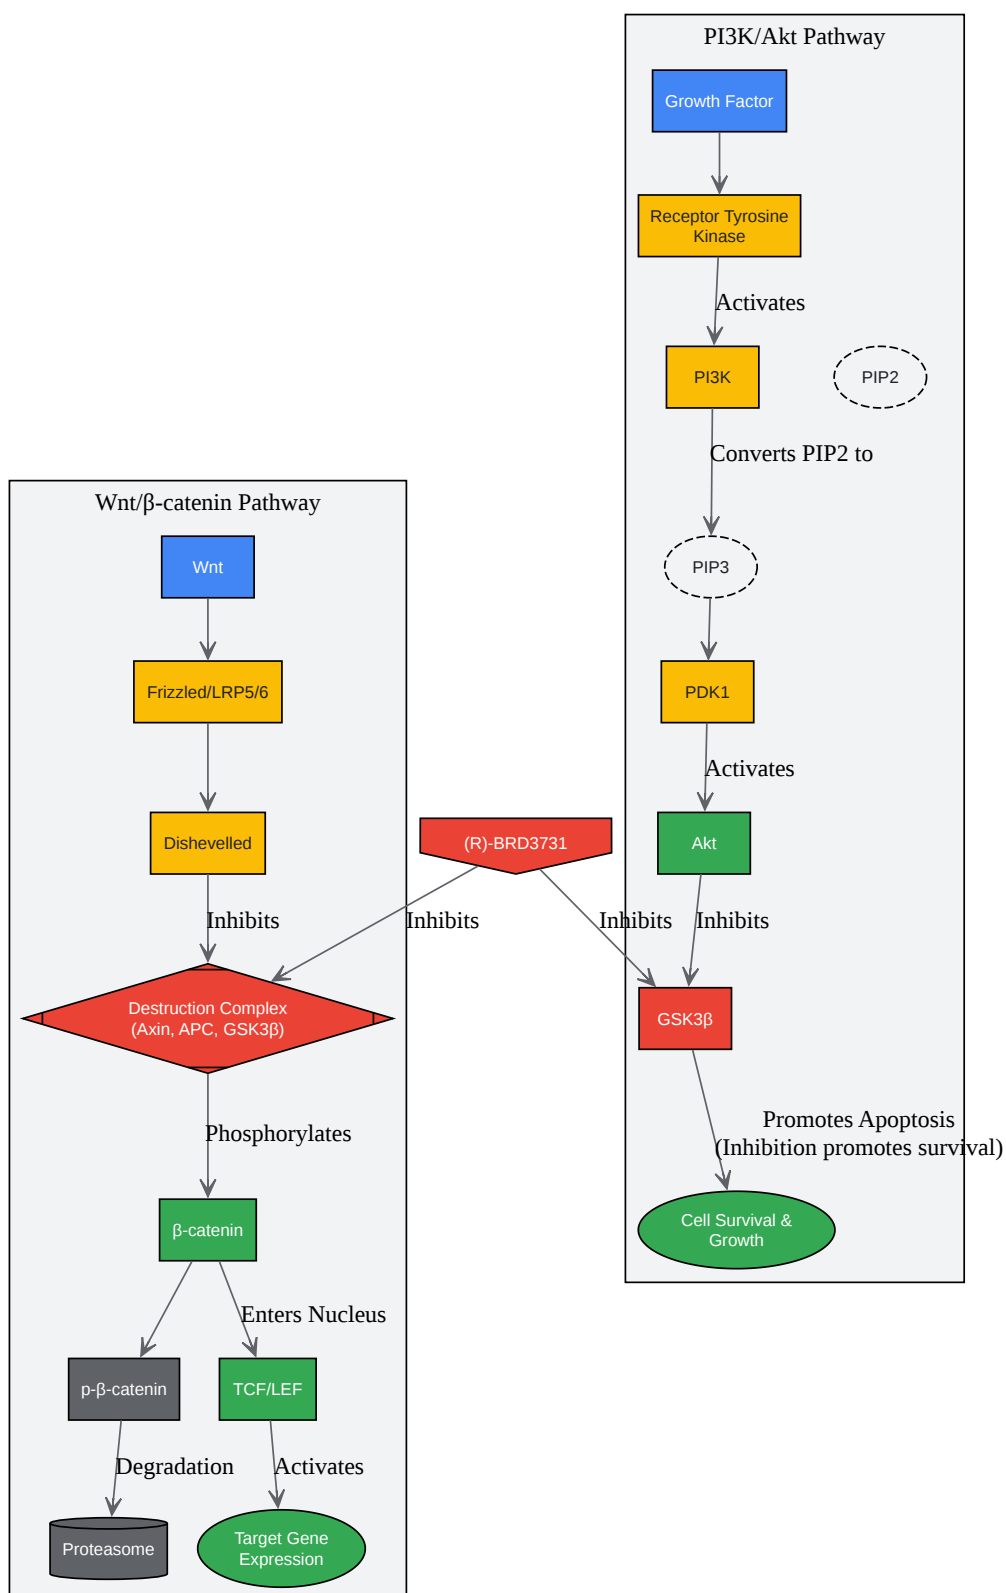 PI3K/Akt Pathway
Growth Factor
Receptor Tyrosine
Kinase
Activates
PI3K
PIP2
Converts PIP2 to
PIP3
PDK1
Activates
Akt
Inhibits
GSK3β
Promotes Apoptosis
(Inhibition promotes survival)
Cell Survival &
Growth
(R)-BRD3731
Inhibits
Inhibits
Wnt/β-catenin Pathway
Wnt
Frizzled/LRP5/6
Dishevelled
Inhibits
Destruction Complex
(Axin, APC, GSK3β)
Phosphorylates
β-catenin
Enters Nucleus
p-β-catenin
TCF/LEF
Degradation
Activates
Proteasome
Target Gene
Expression